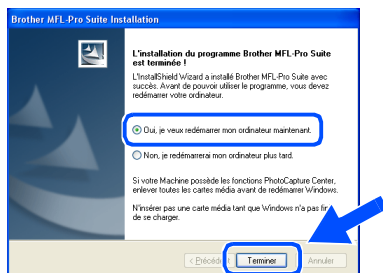 Brother MFL-Pro Suite Installation
L'installation du programme Brother MFL-Pro Suite
est terminée !
L'InstallShield Wizard a installé Brother MFL-Pro Suite avec
succès. Avant de pouvoir utiliser le programme, vous devez
redémarrer votre ordinateur.
Oui, je veux redémarrer mon ordinateur maintenant.
Non, je redémarrerai mon ordinateur plus tard.
Si votre Machine possède les fonctions PhotoCapture Center,
enlever toutes les cartes média avant de redémarrer Windows.
N'insérer pas une carte média tant que Windows n'a pas fini
de se charger.
< Précédent Terminer Annuler